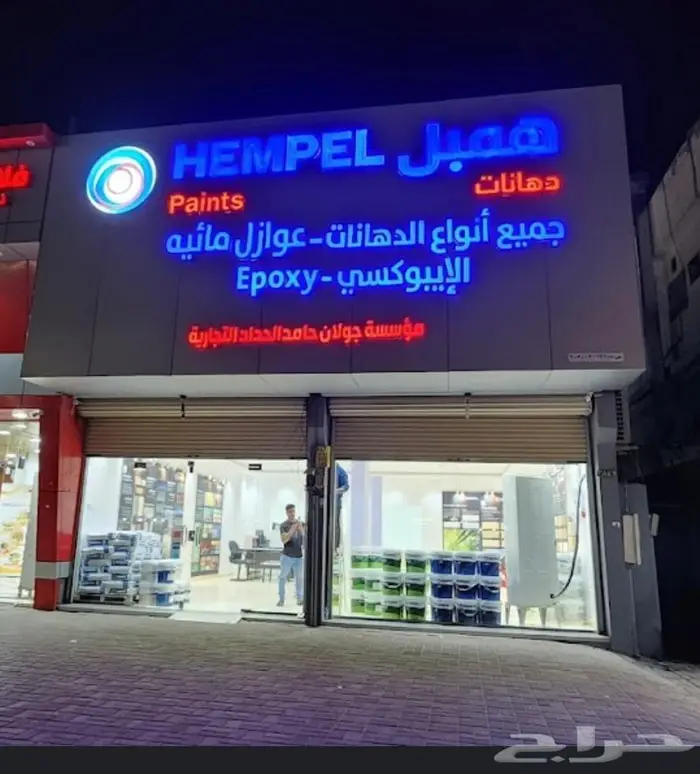 HEMPEL همبل
Paints دهانات
جميع أنواع الدهانات - عوازل مائيه
الإيبوكسي - Epoxy
مؤسسة جولان حامد الحداد التجارية
حراج